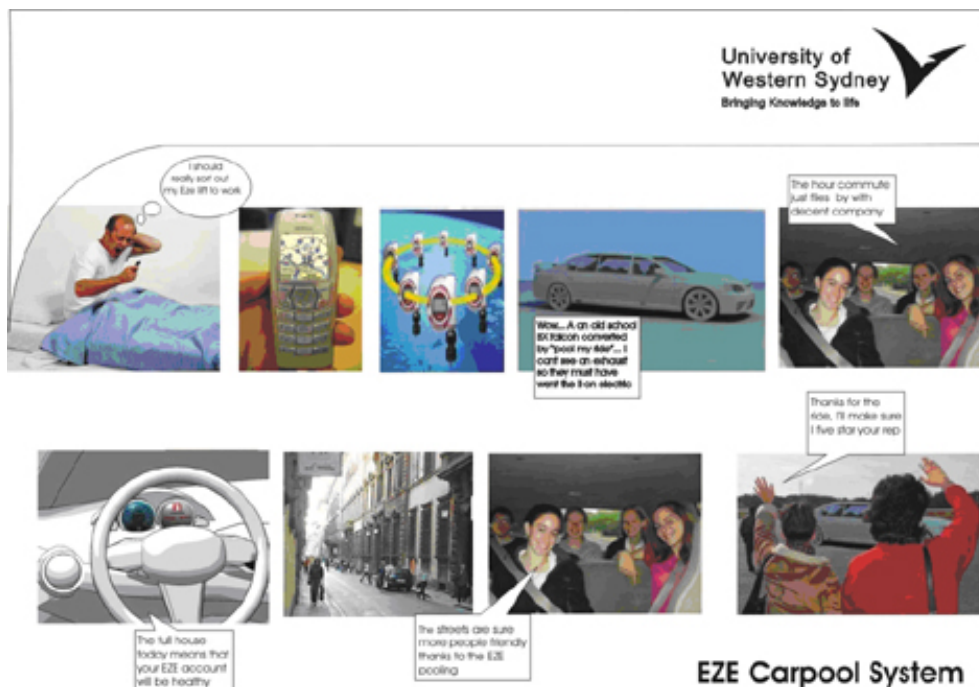 University of
Western Sydney
Bringing Knowledge to life
I should
really sort out
my Eze lift to work
The hour commute
just flies by with
decent company
Wow... A an old school
BX falcon converted
by "pool my ride"... I
cant see an exhaust
so they must have
went the li on electric
Thanks for the
ride, I'll make sure
I five star your rep
The full house
today means that
your EZE account
will be healthy
The streets are sure
more people friendly
thanks to the EZE
pooling
EZE Carpool System